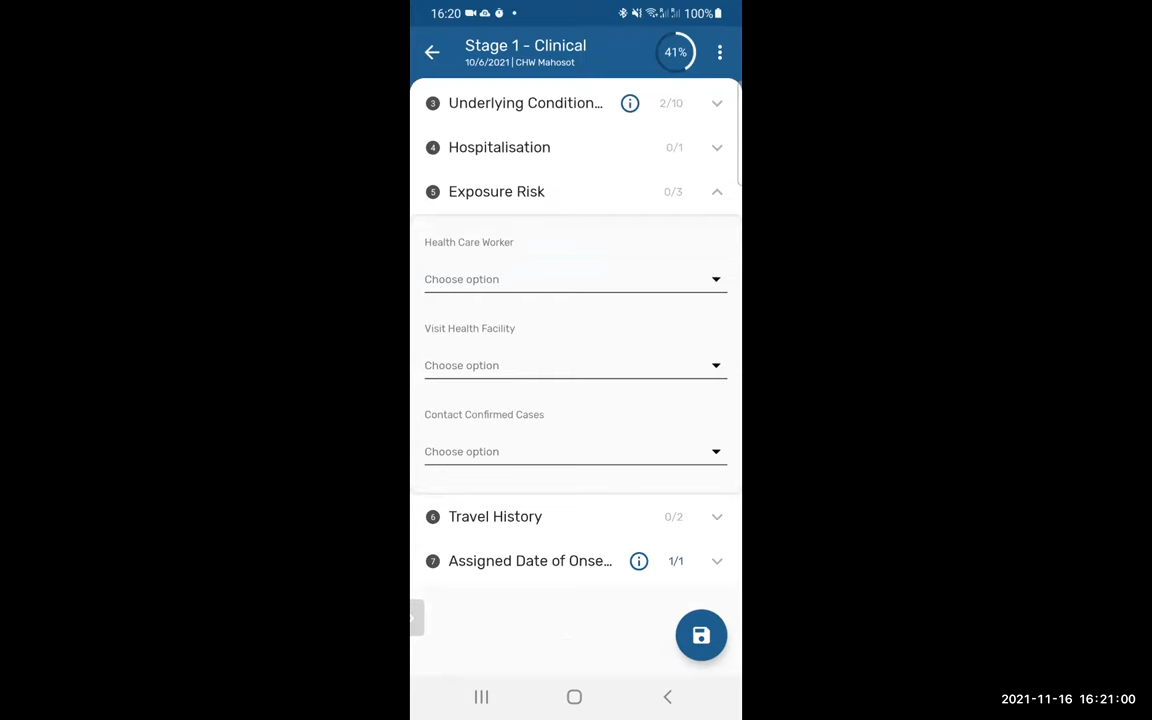 16:20
100%
Stage 1 - Clinical
41%
10/6/2021 | CHW Mahosot
3 Underlying Condition... 2/10
4 Hospitalisation 0/1
5 Exposure Risk 0/3
Health Care Worker
Choose option
Visit Health Facility
Choose option
Contact Confirmed Cases
Choose option
6 Travel History 0/2
7 Assigned Date of Onse... 1/1
2021-11-16 16:21:00